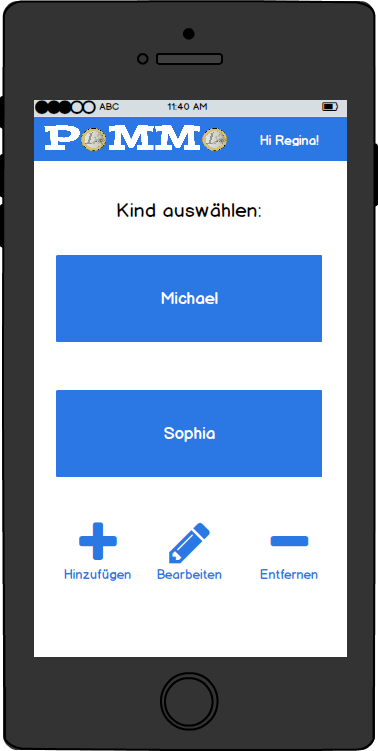 ABC 11:40 AM
POMMO Hi Regina!
Kind auswählen:
Michael
Sophia
Hinzufügen Bearbeiten Entfernen